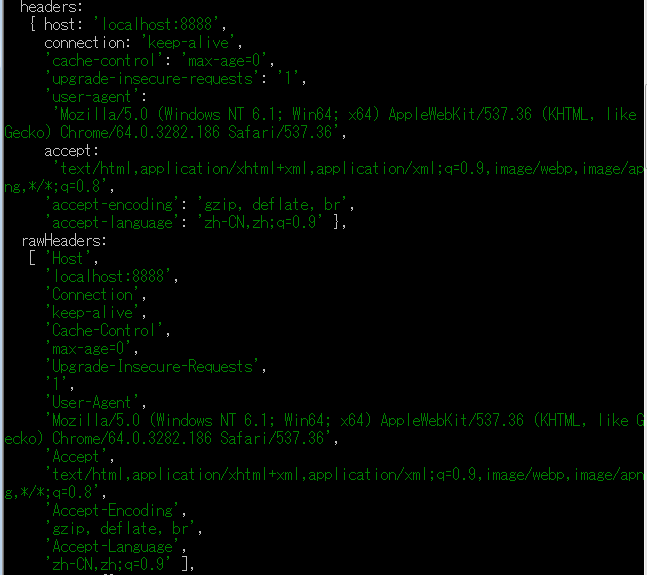 headers:
{ host: 'localhost:8888',
connection: 'keep-alive',
'cache-control': 'max-age=0',
'upgrade-insecure-requests': '1',
'user-agent':
'Mozilla/5.0 (Windows NT 6.1; Win64; x64) AppleWebKit/537.36 (KHTML, like
Gecko) Chrome/64.0.3282.186 Safari/537.36',
accept:
'text/html,application/xhtml+xml,application/xml;q=0.9,image/webp,image/ap
ng,*/*;q=0.8',
'accept-encoding': 'gzip, deflate, br',
'accept-language': 'zh-CN,zh;q=0.9' },
rawHeaders:
[ 'Host',
'localhost:8888',
'Connection',
'keep-alive',
'Cache-Control',
'max-age=0',
'Upgrade-Insecure-Requests',
'1',
'User-Agent',
'Mozilla/5.0 (Windows NT 6.1; Win64; x64) AppleWebKit/537.36 (KHTML, like G
ecko) Chrome/64.0.3282.186 Safari/537.36',
'Accept',
'text/html,application/xhtml+xml,application/xml;q=0.9,image/webp,image/apn
g,*/*;q=0.8',
'Accept-Encoding',
'gzip, deflate, br',
'Accept-Language',
'zh-CN,zh;q=0.9' ],